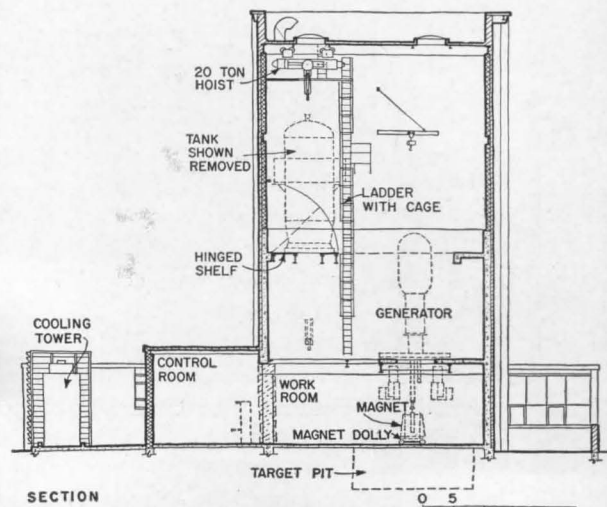 20 TON
HOIST
TANK
SHOWN
REMOVED
LADDER
WITH CAGE
HINGED
SHELF
GENERATOR
COOLING
TOWER
CONTROL
ROOM
WORK
ROOM
MAGNET
MAGNET DOLLY
TARGET PIT
SECTION
0 5